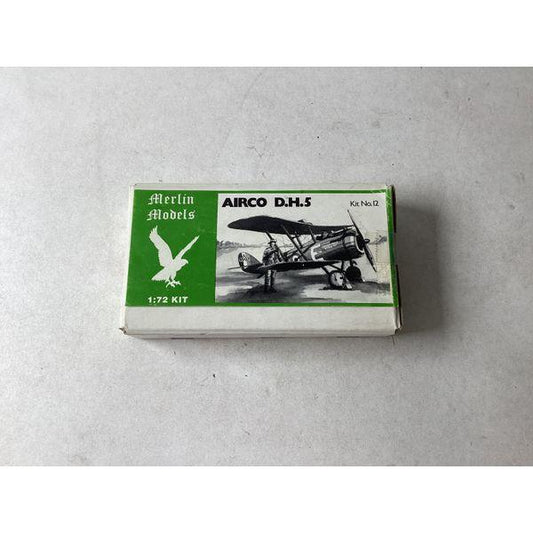 Merlin
Models
1:72 KIT
AIRCO D.H.5
Kit No.12